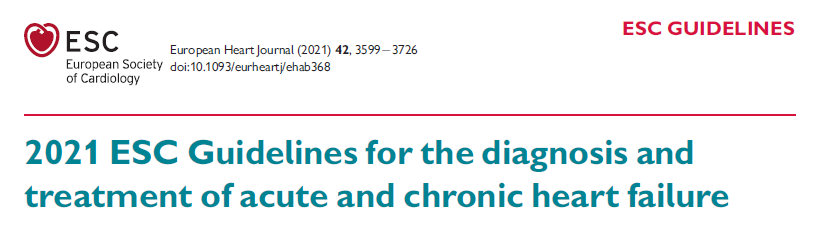 ESC GUIDELINES
ESC
European Society
of Cardiology
European Heart Journal (2021) 42, 3599–3726
doi:10.1093/eurheartj/ehab368
2021 ESC Guidelines for the diagnosis and
treatment of acute and chronic heart failure